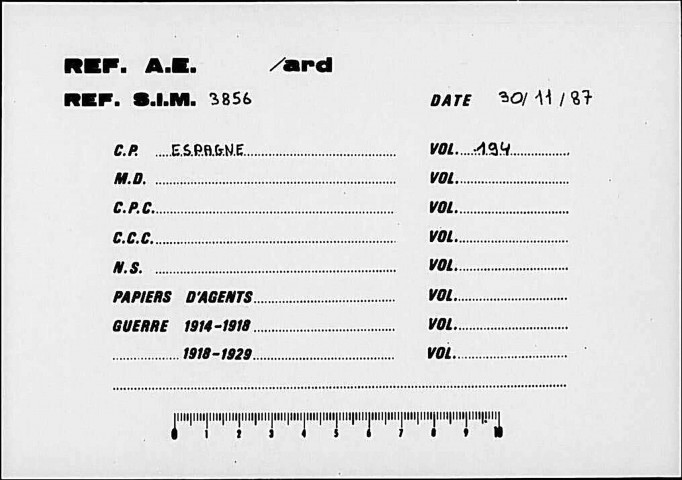 REF. A.E. /ard
REF. S.I.M. 3856 DATE 30/11/87
C.P. ESPAGNE VOL. 194
M.D. VOL.
C.P.C. VOL.
C.C.C. VOL.
N.S. VOL.
PAPIERS D'AGENTS VOL.
GUERRE 1914-1918 VOL.
1918-1929 VOL.
0 1 2 3 4 5 6 7 8 9 10